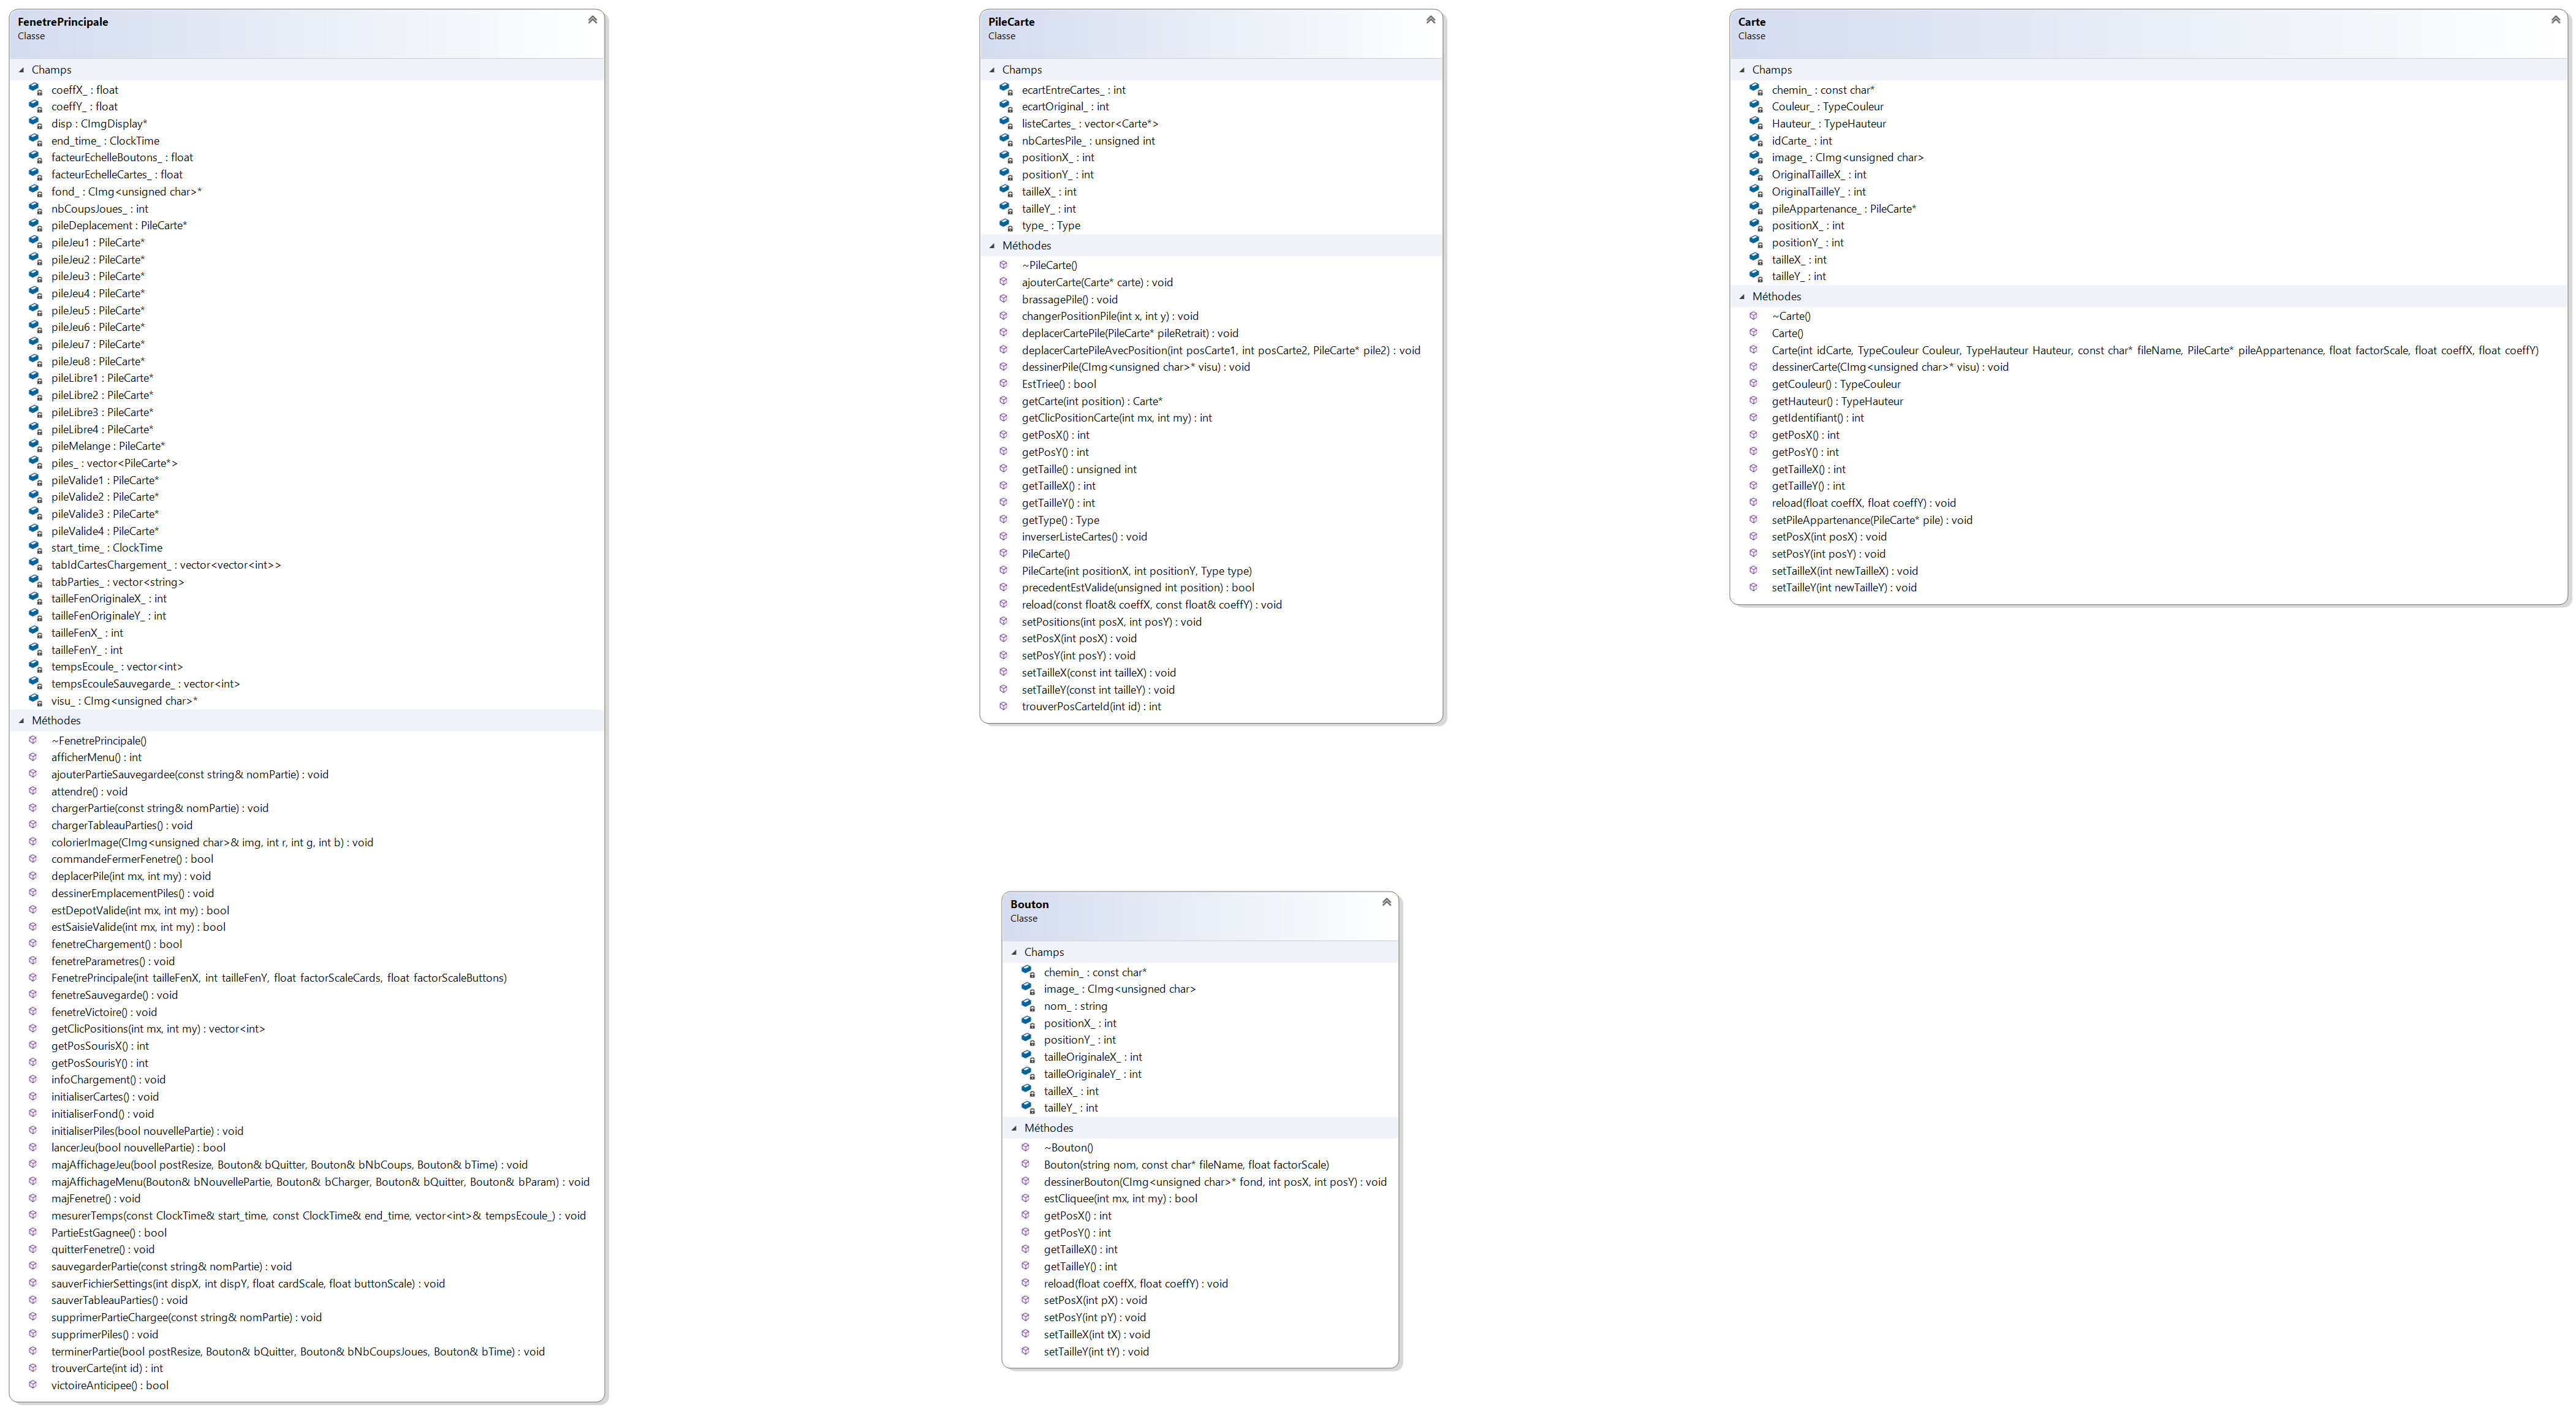 FenetrePrincipale
Classe
Champs
coeffX_ : float
coeffY_ : float
disp : CImgDisplay*
end_time_ : ClockTime
facteurEchelleBoutons_ : float
facteurEchelleCartes_ : float
fond_ : CImg<unsigned char>*
nbCoupsJoues_ : int
pileDeplacement : PileCarte*
pileJeu1 : PileCarte*
pileJeu2 : PileCarte*
pileJeu3 : PileCarte*
pileJeu4 : PileCarte*
pileJeu5 : PileCarte*
pileJeu6 : PileCarte*
pileJeu7 : PileCarte*
pileJeu8 : PileCarte*
pileLibre1 : PileCarte*
pileLibre2 : PileCarte*
pileLibre3 : PileCarte*
pileLibre4 : PileCarte*
pileMelange : PileCarte*
piles_ : vector<PileCarte*>
pileValide1 : PileCarte*
pileValide2 : PileCarte*
pileValide3 : PileCarte*
pileValide4 : PileCarte*
start_time_ : ClockTime
tabIdCartesChargement_ : vector<vector<int>>
tabParties_ : vector<string>
tailleFenOriginaleX_ : int
tailleFenOriginaleY_ : int
tailleFenX_ : int
tailleFenY_ : int
tempsEcoule_ : vector<int>
tempsEcouleSauvegarde_ : vector<int>
visu_ : CImg<unsigned char>*
Méthodes
~FenetrePrincipale()
afficherMenu() : int
ajouterPartieSauvegardee(const string& nomPartie) : void
attendre() : void
chargerPartie(const string& nomPartie) : void
chargerTableauParties() : void
colorierImage(CImg<unsigned char>& img, int r, int g, int b) : void
commandeFermerFenetre() : bool
deplacerPile(int mx, int my) : void
dessinerEmplacementPiles() : void
estDepotValide(int mx, int my) : bool
estSaisieValide(int mx, int my) : bool
fenetreChargement() : bool
fenetreParametres() : void
FenetrePrincipale(int tailleFenX, int tailleFenY, float factorScaleCards, float factorScaleButtons)
fenetreSauvegarde() : void
fenetreVictoire() : void
getClicPositions(int mx, int my) : vector<int>
getPosSourisX() : int
getPosSourisY() : int
infoChargement() : void
initialiserCartes() : void
initialiserFond() : void
initialiserPiles(bool nouvellePartie) : void
lancerJeu(bool nouvellePartie) : bool
majAffichageJeu(bool postResize, Bouton& bQuitter, Bouton& bNbCoups, Bouton& bTime) : void
majAffichageMenu(Bouton& bNouvellePartie, Bouton& bCharger, Bouton& bQuitter, Bouton& bParam) : void
majFenetre() : void
mesurerTemps(const ClockTime& start_time, const ClockTime& end_time, vector<int>& tempsEcoule_) : void
PartieEstGagnee() : bool
quitterFenetre() : void
sauvegarderPartie(const string& nomPartie) : void
sauverFichierSettings(int dispX, int dispY, float cardScale, float buttonScale) : void
sauverTableauParties() : void
supprimerPartieChargee(const string& nomPartie) : void
supprimerPiles() : void
terminerPartie(bool postResize, Bouton& bQuitter, Bouton& bNbCoupsJoues, Bouton& bTime) : void
trouverCarte(int id) : int
victoireAnticipee() : bool
PileCarte
Classe
Champs
ecartEntreCartes_ : int
ecartOriginal_ : int
listeCartes_ : vector<Carte*>
nbCartesPile_ : unsigned int
positionX_ : int
positionY_ : int
tailleX_ : int
tailleY_ : int
type_ : Type
Méthodes
~PileCarte()
ajouterCarte(Carte* carte) : void
brassagePile() : void
changerPositionPile(int x, int y) : void
deplacerCartePile(PileCarte* pileRetrait) : void
deplacerCartePileAvecPosition(int posCarte1, int posCarte2, PileCarte* pile2) : void
dessinerPile(CImg<unsigned char>* visu) : void
EstTriee() : bool
getCarte(int position) : Carte*
getClicPositionCarte(int mx, int my) : int
getPosX() : int
getPosY() : int
getTaille() : unsigned int
getTailleX() : int
getTailleY() : int
getType() : Type
inverserListeCartes() : void
PileCarte()
PileCarte(int positionX, int positionY, Type type)
precedentEstValide(unsigned int position) : bool
reload(const float& coeffX, const float& coeffY) : void
setPositions(int posX, int posY) : void
setPosX(int posX) : void
setPosY(int posY) : void
setTailleX(const int tailleX) : void
setTailleY(const int tailleY) : void
trouverPosCarteId(int id) : int
Carte
Classe
Champs
chemin_ : const char*
Couleur_ : TypeCouleur
Hauteur_ : TypeHauteur
idCarte_ : int
image_ : CImg<unsigned char>
OriginalTailleX_ : int
OriginalTailleY_ : int
pileAppartenance_ : PileCarte*
positionX_ : int
positionY_ : int
tailleX_ : int
tailleY_ : int
Méthodes
~Carte()
Carte()
Carte(int idCarte, TypeCouleur Couleur, TypeHauteur Hauteur, const char* fileName, PileCarte* pileAppartenance, float factorScale, float coeffX, float coeffY)
dessinerCarte(CImg<unsigned char>* visu) : void
getCouleur() : TypeCouleur
getHauteur() : TypeHauteur
getIdentifiant() : int
getPosX() : int
getPosY() : int
getTailleX() : int
getTailleY() : int
reload(float coeffX, float coeffY) : void
setPileAppartenance(PileCarte* pile) : void
setPosX(int posX) : void
setPosY(int posY) : void
setTailleX(int newTailleX) : void
setTailleY(int newTailleY) : void
Bouton
Classe
Champs
chemin_ : const char*
image_ : CImg<unsigned char>
nom_ : string
positionX_ : int
positionY_ : int
tailleOriginaleX_ : int
tailleOriginaleY_ : int
tailleX_ : int
tailleY_ : int
Méthodes
~Bouton()
Bouton(string nom, const char* fileName, float factorScale)
dessinerBouton(CImg<unsigned char>* fond, int posX, int posY) : void
estCliquee(int mx, int my) : bool
getPosX() : int
getPosY() : int
getTailleX() : int
getTailleY() : int
reload(float coeffX, float coeffY) : void
setPosX(int pX) : void
setPosY(int pY) : void
setTailleX(int tX) : void
setTailleY(int tY) : void